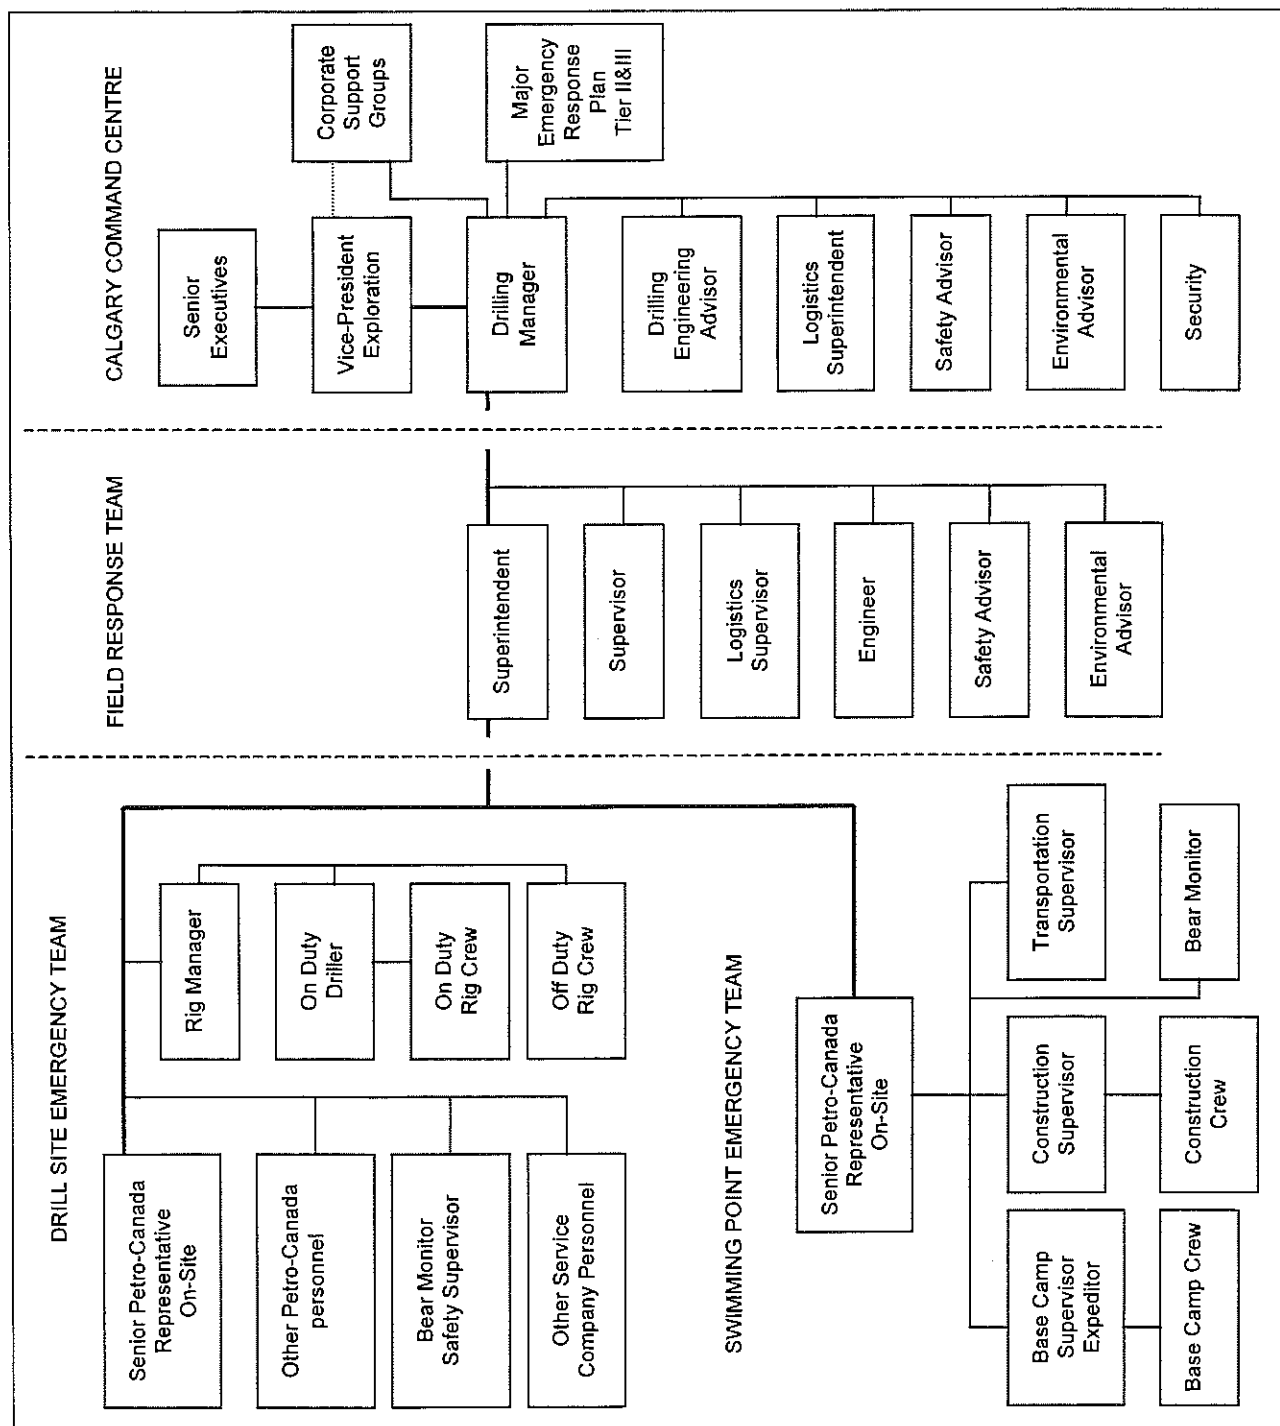 DRILL SITE EMERGENCY TEAM
Senior Petro-Canada
Representative
On-Site
Other Petro-Canada
personnel
Bear Monitor
Safety Supervisor
Other Service
Company Personnel
Rig Manager
On Duty
Driller
On Duty
Rig Crew
Off Duty
Rig Crew
SWIMMING POINT EMERGENCY TEAM
Senior Petro-Canada
Representative
On-Site
Base Camp
Supervisor
Expeditor
Base Camp Crew
Construction
Supervisor
Construction
Crew
Transportation
Supervisor
Bear Monitor
FIELD RESPONSE TEAM
Superintendent
Supervisor
Logistics
Supervisor
Engineer
Safety Advisor
Environmental
Advisor
CALGARY COMMAND CENTRE
Senior
Executives
Vice-President
Exploration
Corporate
Support
Groups
Drilling
Manager
Major
Emergency
Response
Plan
Tier II&III
Drilling
Engineering
Advisor
Logistics
Superintendent
Safety Advisor
Environmental
Advisor
Security